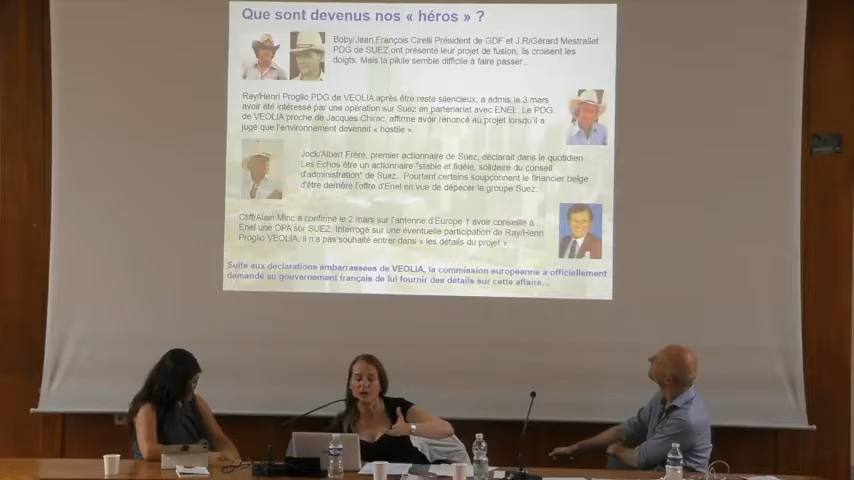 Que sont devenus nos « héros » ?
Boby/Jean François Cirelli Président de GDF et J.R/Gérard Mestrallet
PDG de SUEZ ont présenté leur projet de fusion, ils croisent les
doigts. Mais la pilule semble difficile à faire passer...
Ray/Henri Proglio PDG de VEOLIA après être resté silencieux, a admis le 3 mars
avoir été intéressé par une opération sur Suez en partenariat avec ENEL. Le PDG
de VEOLIA proche de Jacques Chirac, affirme avoir renoncé au projet lorsqu'il a
jugé que l'environnement devenait « hostile ».
Jock/Albert Frère, premier actionnaire de Suez, déclarait dans le quotidien
Les Echos être un actionnaire "stable et fidèle, solidaire du conseil
d'administration" de Suez. Pourtant certains soupçonnent le financier belge
d'être derrière l'offre d'Enel en vue de dépecer le groupe Suez.
Cliff/Alain Minc a confirmé le 2 mars sur l'antenne d'Europe 1 avoir conseillé à
Enel une OPA sur SUEZ. Interrogé sur une éventuelle participation de Ray/Henri
Proglio VEOLIA, il n'a pas souhaité entrer dans « les détails du projet ».
Suite aux déclarations embarrassées de VEOLIA, la commission européenne a officiellement
demandé au gouvernement français de lui fournir des détails sur cette affaire...